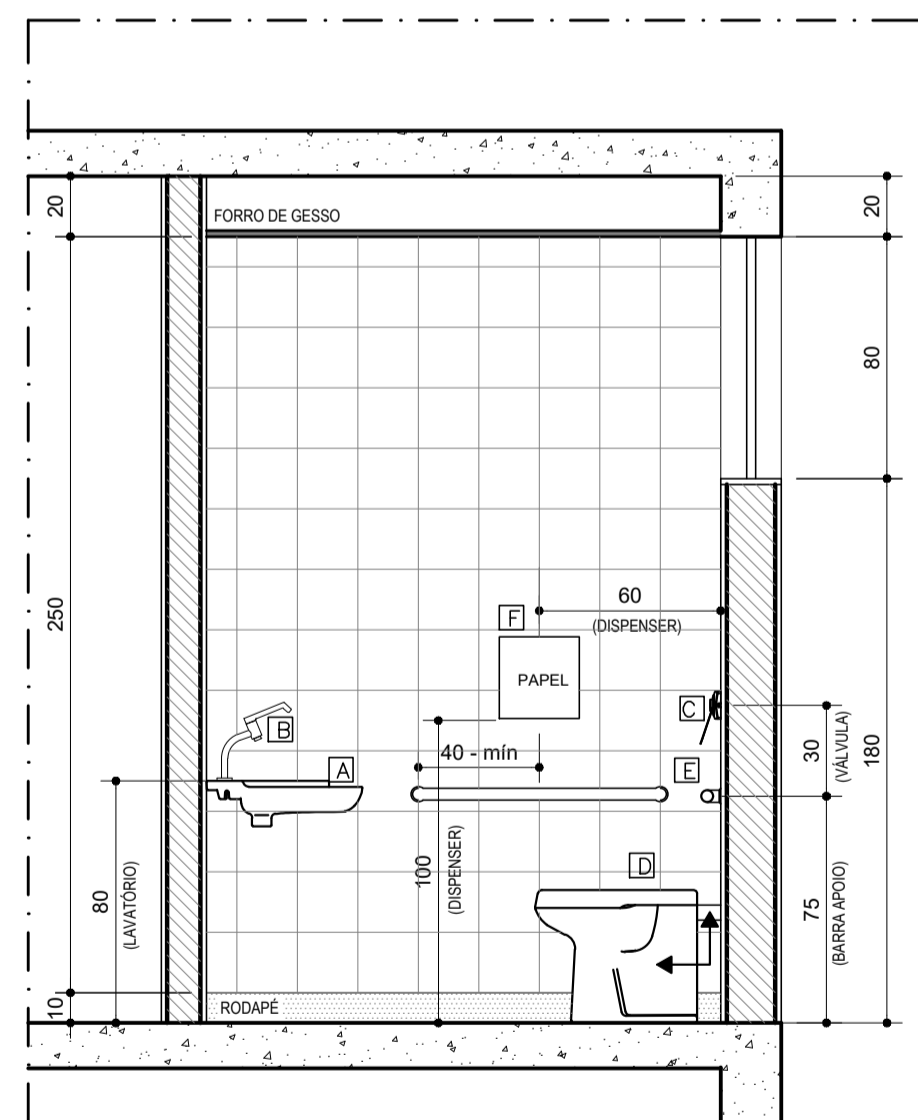 20
FORRO DE GESSO
20
80
250
60
(DISPENSER)
F
PAPEL
C
B
30
(VÁLVULA)
180
40 - mín
A
E
100
(DISPENSER)
D
80
(LAVATÓRIO)
75
(BARRA APOIO)
10
RODAPÉ